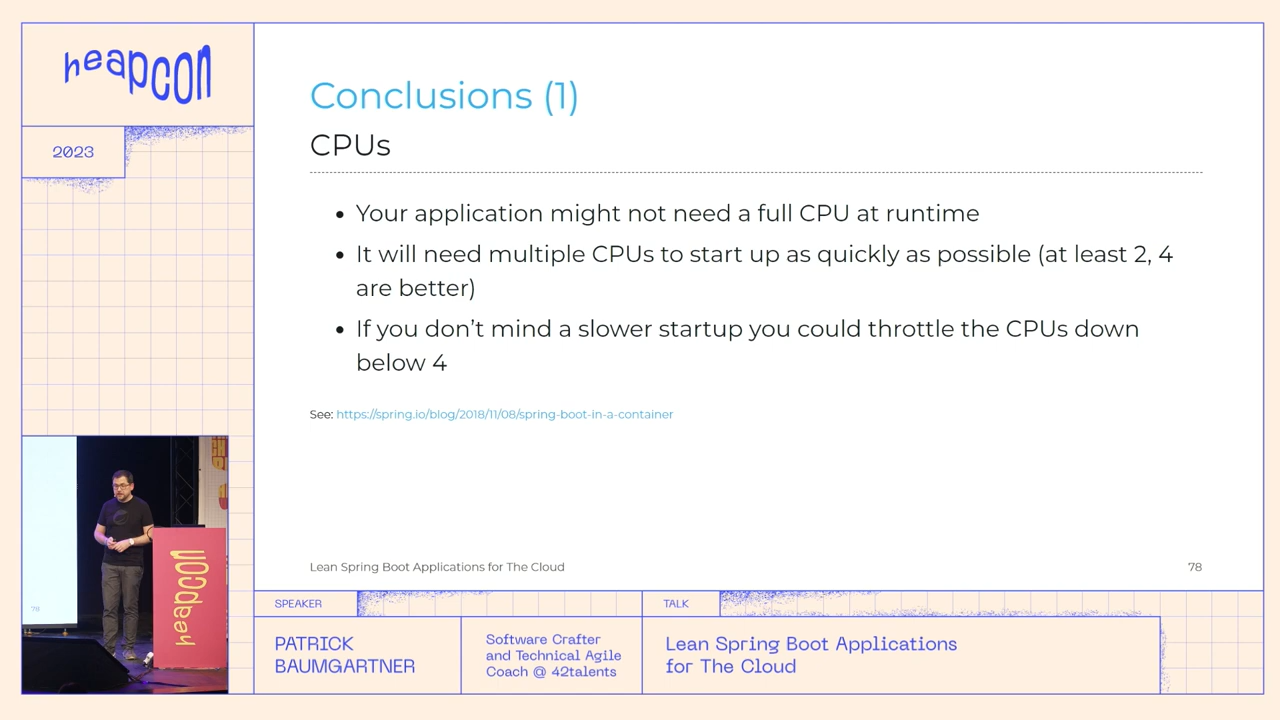 heapcon
2023
Conclusions (1)
CPUs
• Your application might not need a full CPU at runtime
• It will need multiple CPUs to start up as quickly as possible (at least 2, 4
are better)
• If you don’t mind a slower startup you could throttle the CPUs down
below 4
See: https://spring.io/blog/2018/11/08/spring-boot-in-a-container
Lean Spring Boot Applications for The Cloud
78
heapcon
SPEAKER
PATRICK
BAUMGARTNER
Software Crafter
and Technical Agile
Coach @ 42talents
TALK
Lean Spring Boot Applications
for The Cloud